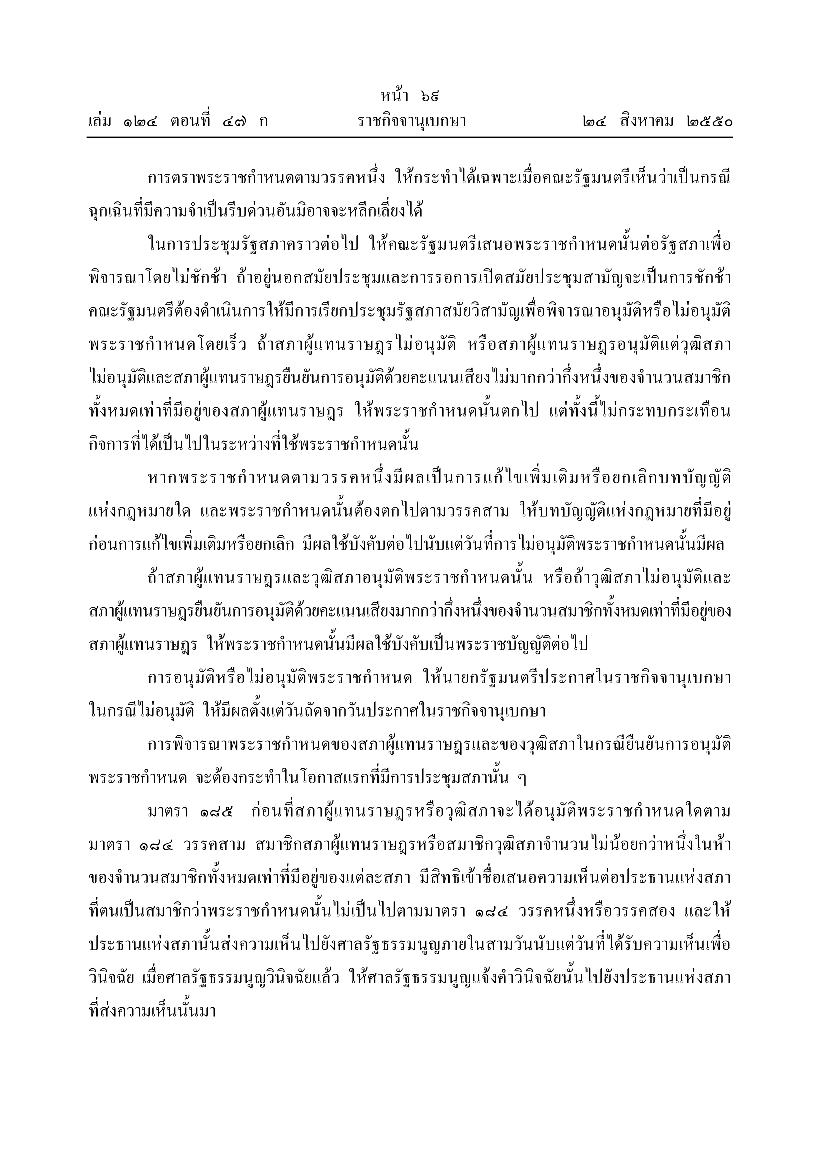 หน้า ๖๙
เล่ม ๑๒๔ ตอนที่ ๔๗ ก ราชกิจจานุเบกษา ๒๔ สิงหาคม ๒๕๕๐
การตราพระราชกำหนดตามวรรคหนึ่ง ให้กระทำได้เฉพาะเมื่อคณะรัฐมนตรีเห็นว่าเป็นกรณี
ฉุกเฉินที่มีความจำเป็นรีบด่วนอันมิอาจจะหลีกเลี่ยงได้
ในการประชุมรัฐสภาคราวต่อไป ให้คณะรัฐมนตรีเสนอพระราชกำหนดนั้นต่อรัฐสภาเพื่อ
พิจารณาโดยไม่ชักช้า ถ้าอยู่นอกสมัยประชุมและการรอการเปิดสมัยประชุมสามัญจะเป็นการชักช้า
คณะรัฐมนตรีต้องดำเนินการให้มีการเรียกประชุมรัฐสภาสมัยวิสามัญเพื่อพิจารณาอนุมัติหรือไม่อนุมัติ
พระราชกำหนดโดยเร็ว ถ้าสภาผู้แทนราษฎรไม่อนุมัติ หรือสภาผู้แทนราษฎรอนุมัติแต่วุฒิสภา
ไม่อนุมัติและสภาผู้แทนราษฎรยืนยันการอนุมัติด้วยคะแนนเสียงไม่มากกว่ากึ่งหนึ่งของจำนวนสมาชิก
ทั้งหมดเท่าที่มีอยู่ของสภาผู้แทนราษฎร ให้พระราชกำหนดนั้นตกไป แต่ทั้งนี้ไม่กระทบกระเทือน
กิจการที่ได้เป็นไปในระหว่างที่ใช้พระราชกำหนดนั้น
หากพระราชกำหนดตามวรรคหนึ่งมีผลเป็นการแก้ไขเพิ่มเติมหรือยกเลิกบทบัญญัติ
แห่งกฎหมายใด และพระราชกำหนดนั้นต้องตกไปตามวรรคสาม ให้บทบัญญัติแห่งกฎหมายที่มีอยู่
ก่อนการแก้ไขเพิ่มเติมหรือยกเลิก มีผลใช้บังคับต่อไปนับแต่วันที่การไม่อนุมัติพระราชกำหนดนั้นมีผล
ถ้าสภาผู้แทนราษฎรและวุฒิสภาอนุมัติพระราชกำหนดนั้น หรือถ้าวุฒิสภาไม่อนุมัติและ
สภาผู้แทนราษฎรยืนยันการอนุมัติด้วยคะแนนเสียงมากกว่ากึ่งหนึ่งของจำนวนสมาชิกทั้งหมดเท่าที่มีอยู่ของ
สภาผู้แทนราษฎร ให้พระราชกำหนดนั้นมีผลใช้บังคับเป็นพระราชบัญญัติต่อไป
การอนุมัติหรือไม่อนุมัติพระราชกำหนด ให้นายกรัฐมนตรีประกาศในราชกิจจานุเบกษา
ในกรณีไม่อนุมัติ ให้มีผลตั้งแต่วันถัดจากวันประกาศในราชกิจจานุเบกษา
การพิจารณาพระราชกำหนดของสภาผู้แทนราษฎรและของวุฒิสภาในกรณียืนยันการอนุมัติ
พระราชกำหนด จะต้องกระทำในโอกาสแรกที่มีการประชุมสภานั้น ๆ
มาตรา ๑๘๕ ก่อนที่สภาผู้แทนราษฎรหรือวุฒิสภาจะได้อนุมัติพระราชกำหนดใดตาม
มาตรา ๑๘๔ วรรคสาม สมาชิกสภาผู้แทนราษฎรหรือสมาชิกวุฒิสภาจำนวนไม่น้อยกว่าหนึ่งในห้า
ของจำนวนสมาชิกทั้งหมดเท่าที่มีอยู่ของแต่ละสภา มีสิทธิเข้าชื่อเสนอความเห็นต่อประธานแห่งสภา
ที่ตนเป็นสมาชิกว่าพระราชกำหนดนั้นไม่เป็นไปตามมาตรา ๑๘๔ วรรคหนึ่งหรือวรรคสอง และให้
ประธานแห่งสภานั้นส่งความเห็นไปยังศาลรัฐธรรมนูญภายในสามวันนับแต่วันที่ได้รับความเห็นเพื่อ
วินิจฉัย เมื่อศาลรัฐธรรมนูญวินิจฉัยแล้ว ให้ศาลรัฐธรรมนูญแจ้งคำวินิจฉัยนั้นไปยังประธานแห่งสภา
ที่ส่งความเห็นนั้นมา